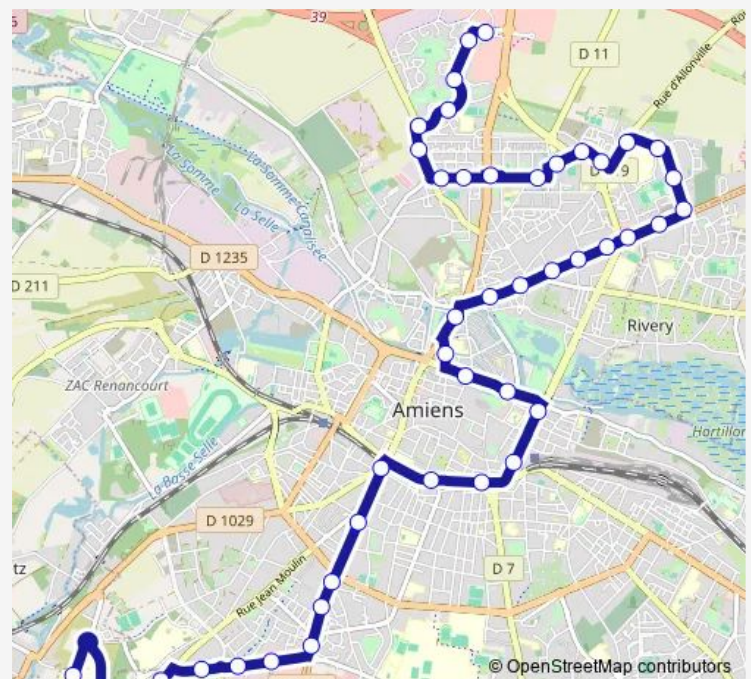 39
D 11
Rue d'Allonville
La Somme Canalisée
La Somme
La Selle
D 1235
D 211
Rivery
ZAC Renancourt
Amiens
La Basse Selle
D 1029
Rue Jean Moulin
D 7
tz
© OpenStreetMap contributors